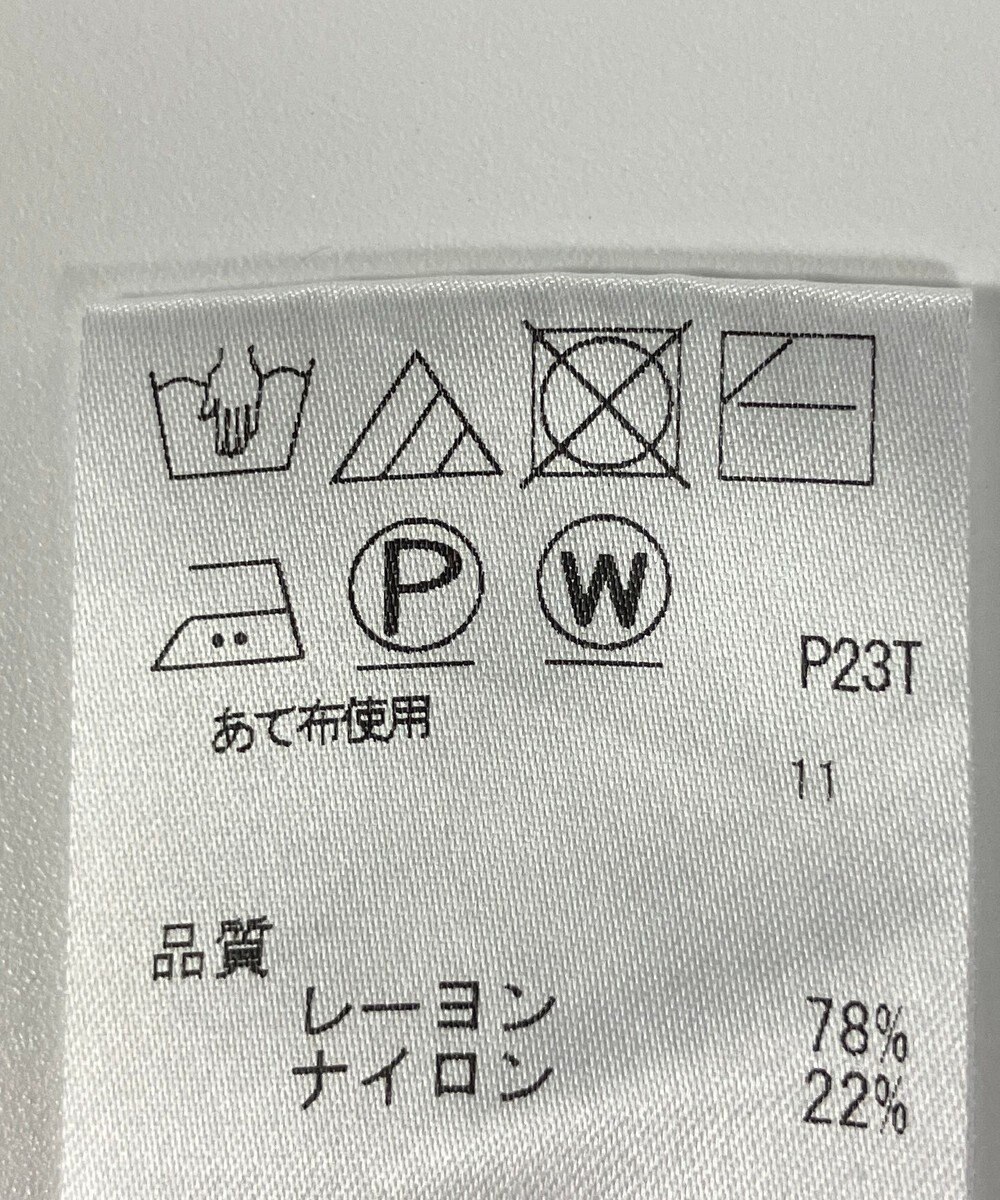 P W
P23T
あて布使用
11
品質
レーヨン 78%
ナイロン 22%